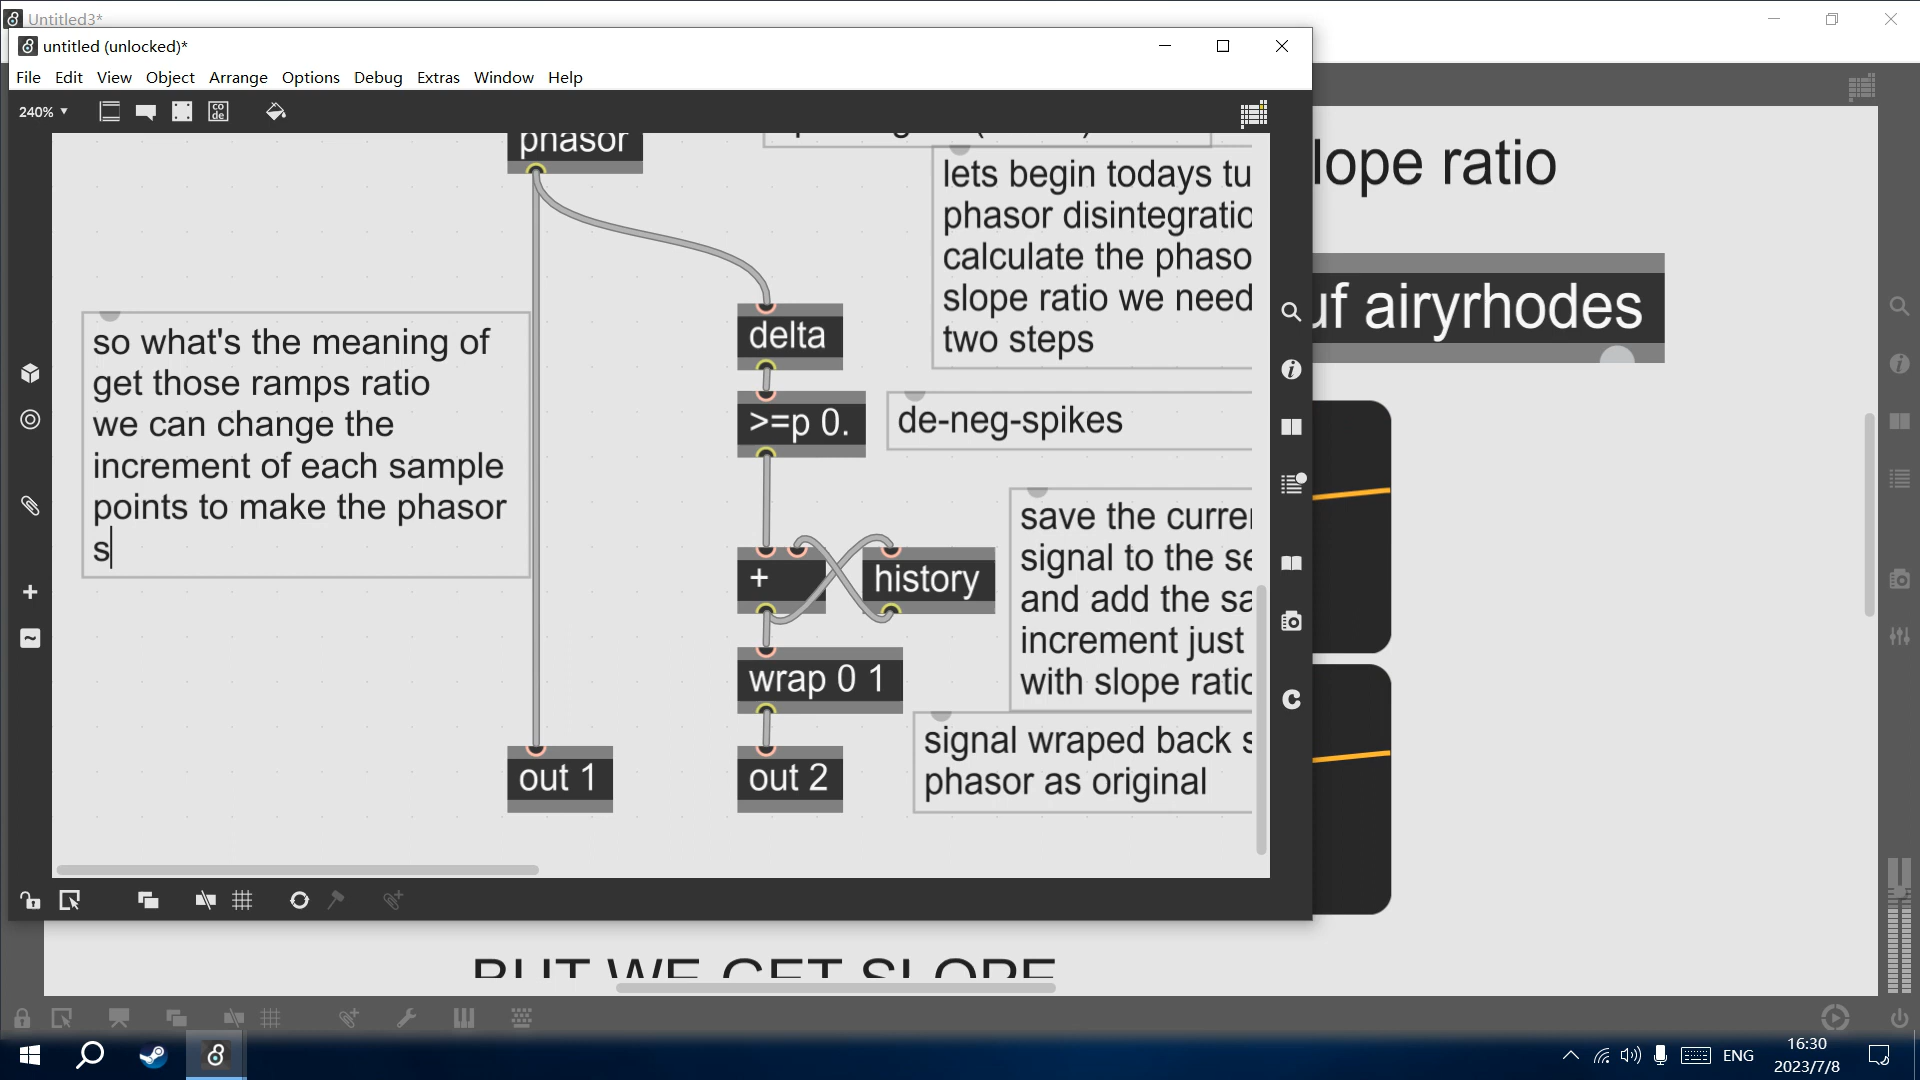 Untitled3*
untitled (unlocked)*
File Edit View Object Arrange Options Debug Extras Window Help
240%
phasor
lope ratio
lets begin todays tu
phasor disintegratio
calculate the phaso
slope ratio we need
two steps
uf airyrhodes
so what's the meaning of
get those ramps ratio
we can change the
increment of each sample
points to make the phasor
s
delta
>=p 0.
de-neg-spikes
+
history
save the currer
signal to the se
and add the sa
increment just
with slope ratio
wrap 0 1
signal wraped back s
phasor as original
out 1
out 2
BUT WE GET SLOPE
16:30
ENG
2023/7/8